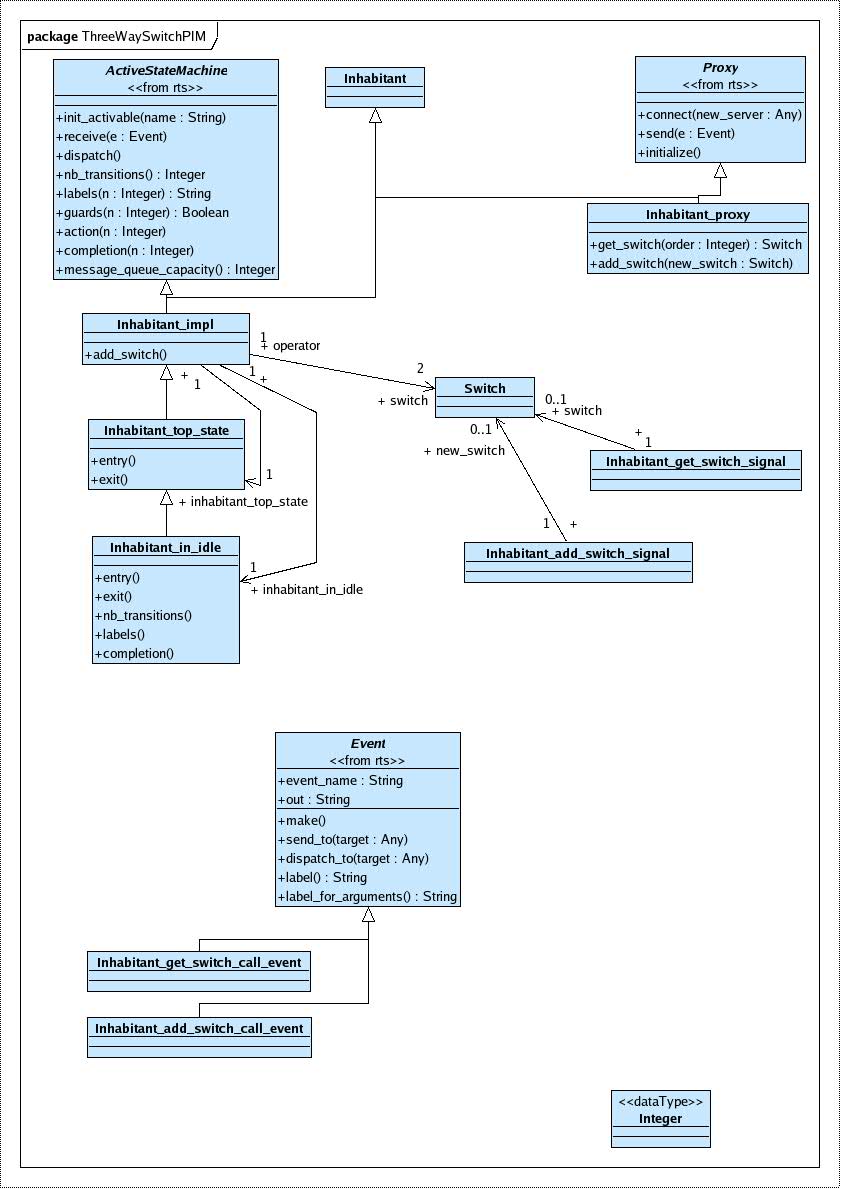 package ThreeWaySwitchPIM
ActiveStateMachine
<<from rts>>
+init_activable(name : String)
+receive(e : Event)
+dispatch()
+nb_transitions() : Integer
+labels(n : Integer) : String
+guards(n : Integer) : Boolean
+action(n : Integer)
+completion(n : Integer)
+message_queue_capacity() : Integer
Inhabitant
Proxy
<<from rts>>
+connect(new_server : Any)
+send(e : Event)
+initialize()
Inhabitant_proxy
+get_switch(order : Integer) : Switch
+add_switch(new_switch : Switch)
Inhabitant_impl
+add_switch()
1
+ operator
2
+ switch
+
1
1
+
Switch
0..1
+ switch
+
1
0..1
+ new_switch
1 +
Inhabitant_get_switch_signal
Inhabitant_add_switch_signal
Inhabitant_top_state
+entry()
+exit()
1
+ inhabitant_top_state
Inhabitant_in_idle
+entry()
+exit()
+nb_transitions()
+labels()
+completion()
1
+ inhabitant_in_idle
Event
<<from rts>>
+event_name : String
+out : String
+make()
+send_to(target : Any)
+dispatch_to(target : Any)
+label() : String
+label_for_arguments() : String
Inhabitant_get_switch_call_event
Inhabitant_add_switch_call_event
<<dataType>>
Integer